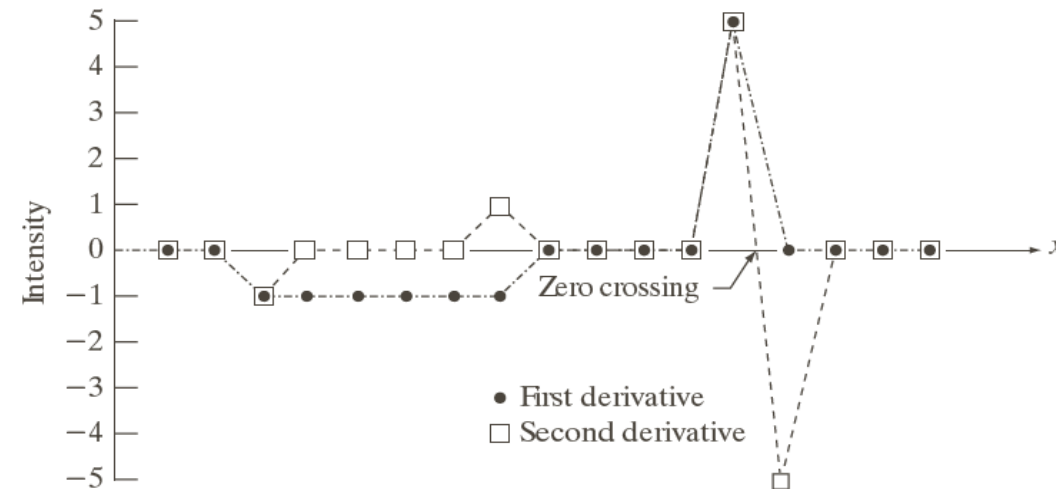 5
4
3
2
1
0
−1
−2
−3
−4
−5
Intensity
x
Zero crossing
First derivative
Second derivative